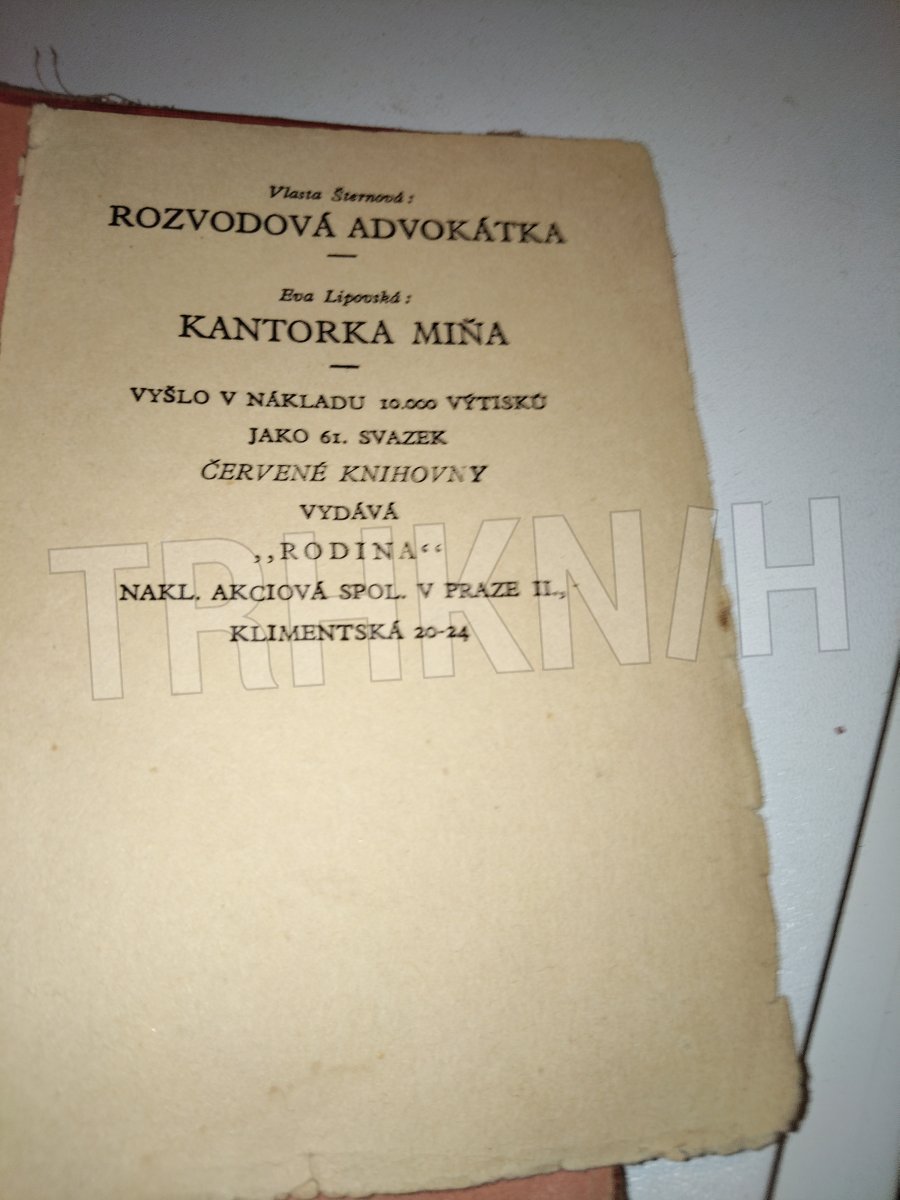 Vlasta Šternová:
ROZVODOVÁ ADVOKÁTKA
Eva Lipovská:
KANTORKA MIŇA
VYŠLO V NÁKLADU 10.000 VÝTISKŮ
JAKO 61. SVAZEK
ČERVENÉ KNIHOVNY
VYDÁVÁ
,,RODINA“
NAKL. AKCIOVÁ SPOL. V PRAZE II.,
KLIMENTSKÁ 20-24
TRHKNIH